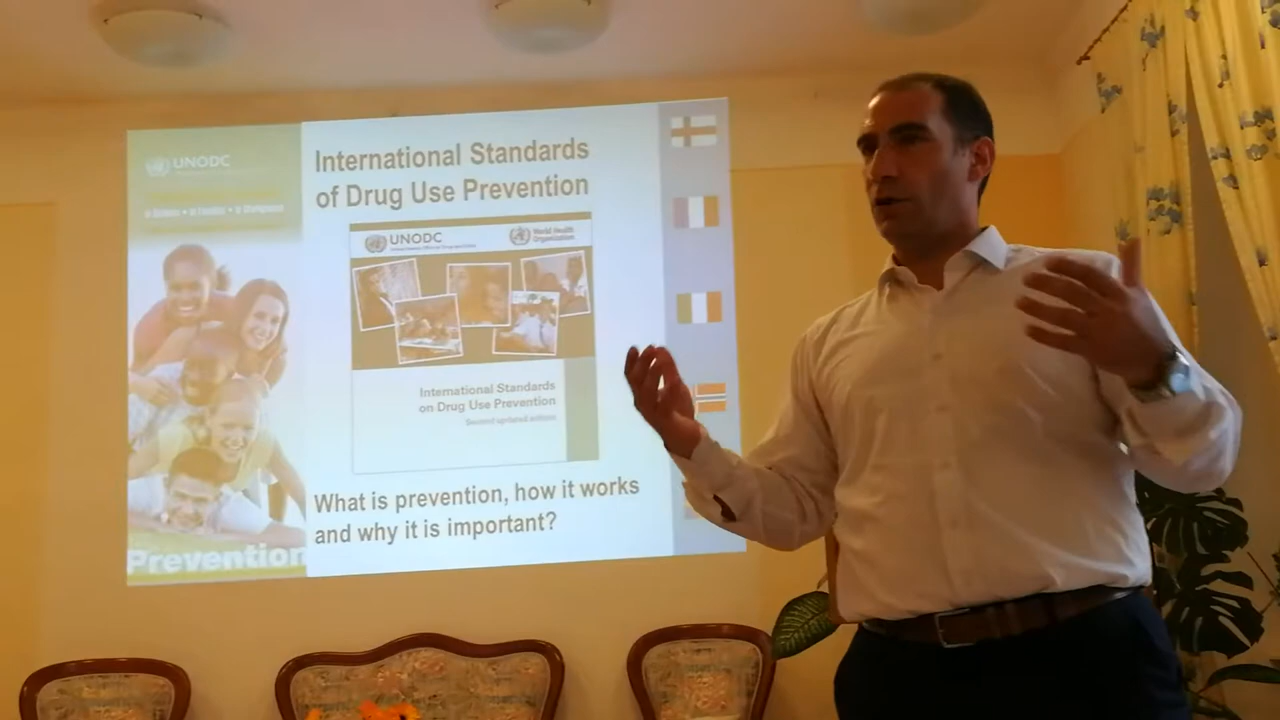 UNODC
International Standards
of Drug Use Prevention
UNODC
World Health
Organization
International Standards
on Drug Use Prevention
Second updated edition
What is prevention, how it works
and why it is important?
Prevention